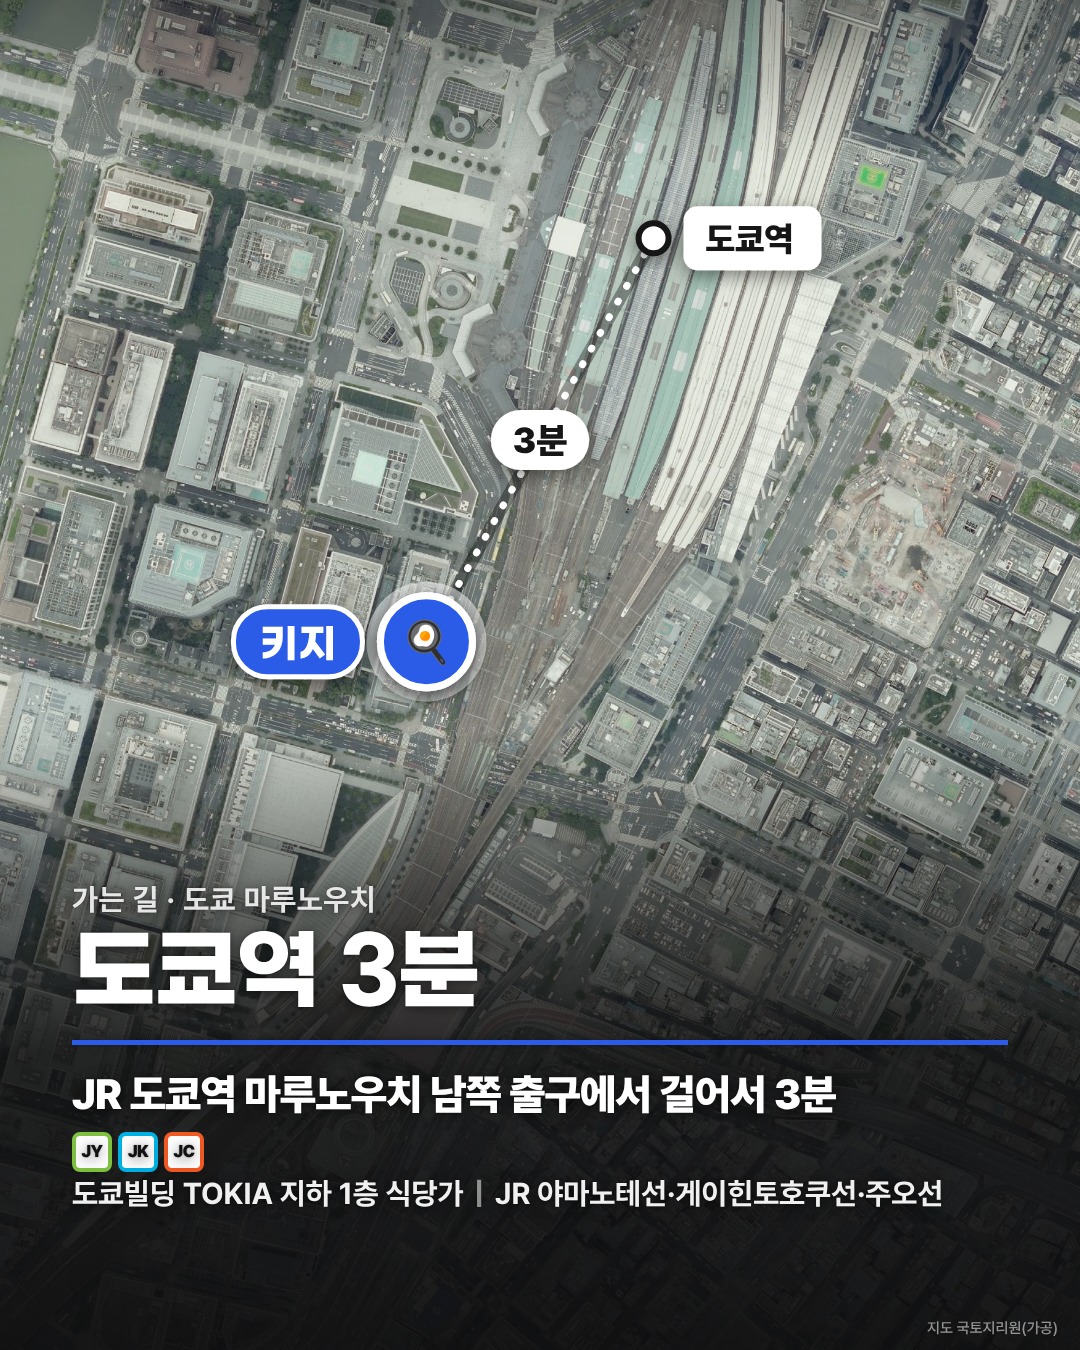 도쿄역
3분
키지
가는 길 · 도쿄 마루노우치
도쿄역 3분
JR 도쿄역 마루노우치 남쪽 출구에서 걸어서 3분
JY JK JC
도쿄빌딩 TOKIA 지하 1층 식당가 | JR 야마노테선·게이힌토호쿠선·주오선
지도 국토지리원(가공)